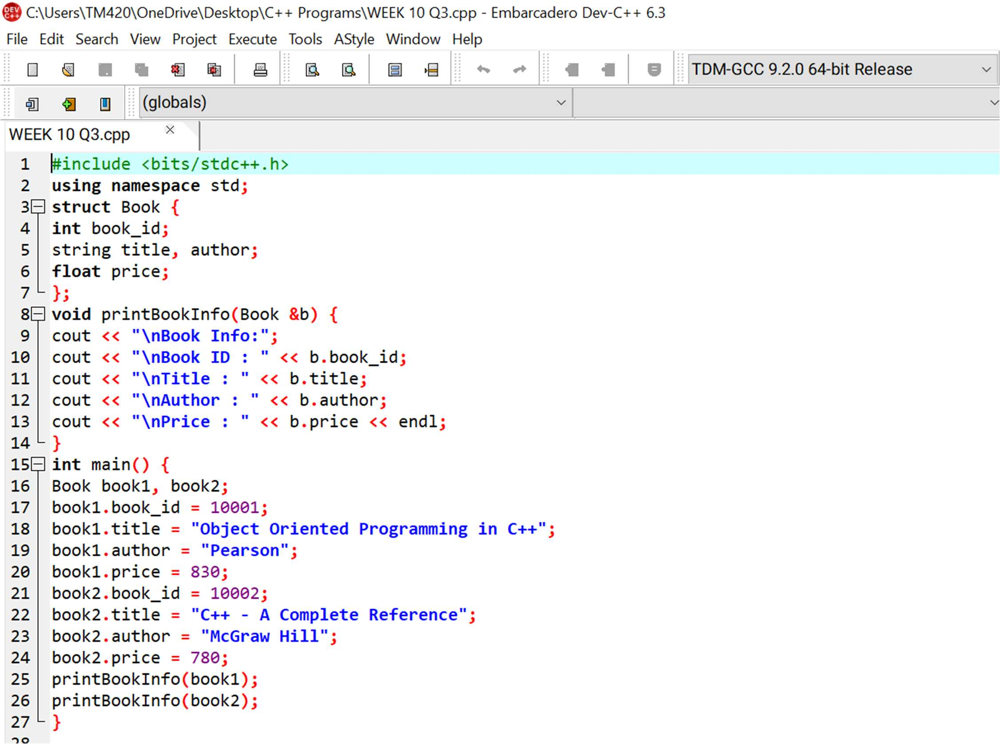 DEV C++ C:\Users\TM420\OneDrive\Desktop\C++ Programs\WEEK 10 Q3.cpp - Embarcadero Dev-C++ 6.3
File Edit Search View Project Execute Tools AStyle Window Help
TDM-GCC 9.2.0 64-bit Release
(globals)
WEEK 10 Q3.cpp
1 #include <bits/stdc++.h>
2 using namespace std;
3 struct Book {
4 int book_id;
5 string title, author;
6 float price;
7 };
8 void printBookInfo(Book &b) {
9 cout << "\nBook Info:";
10 cout << "\nBook ID : " << b.book_id;
11 cout << "\nTitle : " << b.title;
12 cout << "\nAuthor : " << b.author;
13 cout << "\nPrice : " << b.price << endl;
14 }
15 int main() {
16 Book book1, book2;
17 book1.book_id = 10001;
18 book1.title = "Object Oriented Programming in C++";
19 book1.author = "Pearson";
20 book1.price = 830;
21 book2.book_id = 10002;
22 book2.title = "C++ - A Complete Reference";
23 book2.author = "McGraw Hill";
24 book2.price = 780;
25 printBookInfo(book1);
26 printBookInfo(book2);
27 }
28